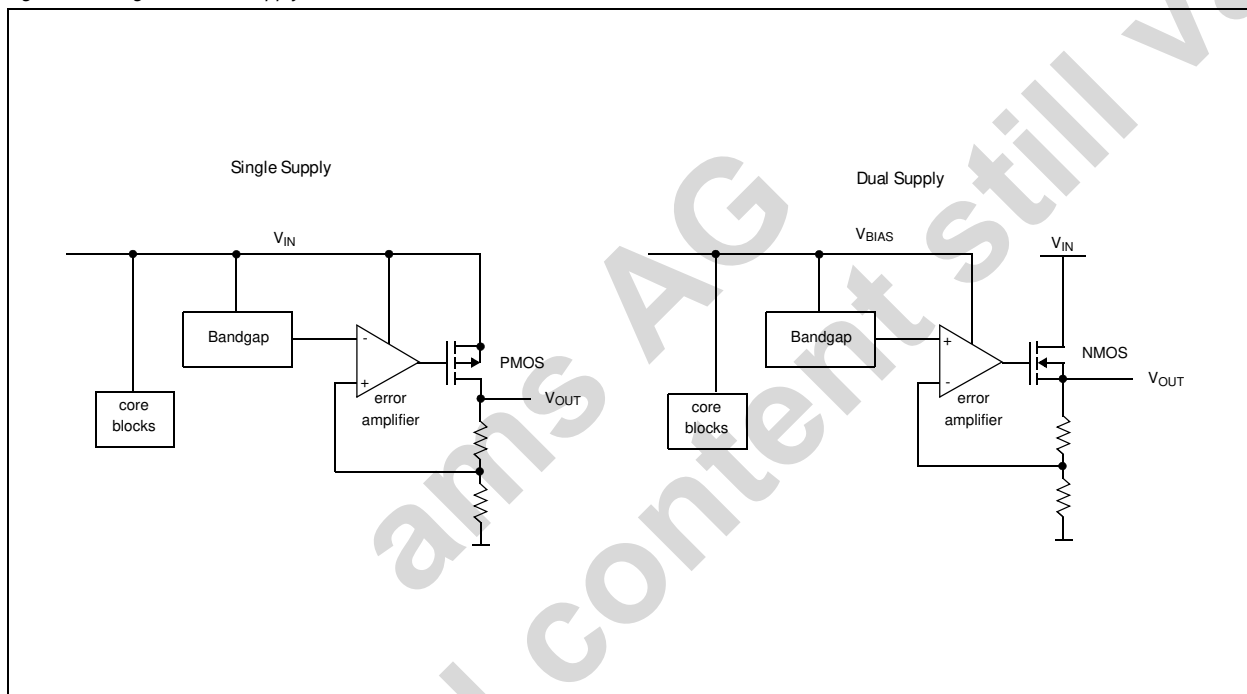 Single Supply
V_IN
Bandgap
-
+
error
amplifier
PMOS
V_OUT
core
blocks
Dual Supply
V_BIAS
V_IN
Bandgap
+
-
error
amplifier
NMOS
V_OUT
core
blocks
ams AG
content still